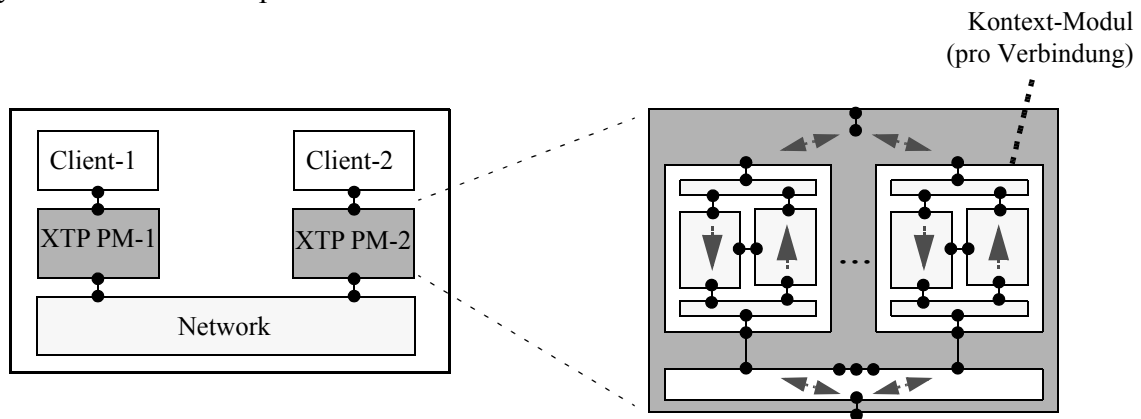 Kontext-Modul
(pro Verbindung)
Client-1
Client-2
XTP PM-1
XTP PM-2
Network